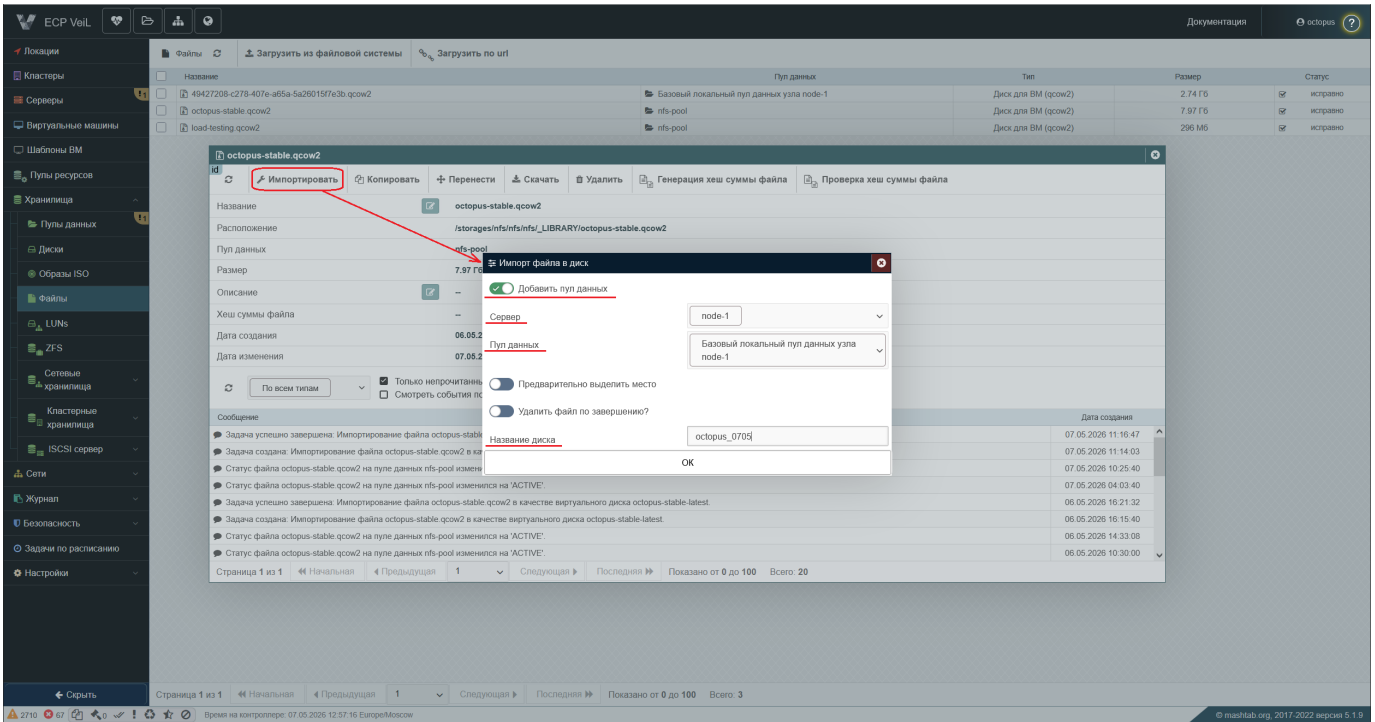 ECP VeiL
Документация
octopus
?
Локации
Кластеры
Серверы
Виртуальные машины
Шаблоны ВМ
Пулы ресурсов
Хранилища
Пулы данных
Диски
Образы ISO
Файлы
LUNs
ZFS
Сетевые
хранилища
Кластерные
хранилища
ISCSI сервер
Сети
Журнал
Безопасность
Задачи по расписанию
Настройки
Скрыть
Файлы Загрузить из файловой системы Загрузить по url
Название Пул данных Тип Размер Статус
49427208-c278-407e-a65a-5a26015f7e3b.qcow2 Базовый локальный пул данных узла node-1 Диск для ВМ (qcow2) 2.74 Гб исправно
octopus-stable.qcow2 nfs-pool Диск для ВМ (qcow2) 7.97 Гб исправно
load-testing.qcow2 nfs-pool Диск для ВМ (qcow2) 296 Мб исправно
octopus-stable.qcow2
id
Импортировать Копировать Перенести Скачать Удалить Генерация хеш суммы файла Проверка хеш суммы файла
Название octopus-stable.qcow2
Расположение /storages/nfs/nfs/nfs/_LIBRARY/octopus-stable.qcow2
Пул данных nfs-pool
Размер 7.97 Гб
Описание --
Хеш суммы файла --
Дата создания 06.05.2
Дата изменения 07.05.2
По всем типам Только непрочитанны
Смотреть события по
Импорт файла в диск
Добавить пул данных
Сервер node-1
Пул данных Базовый локальный пул данных узла
node-1
Предварительно выделить место
Удалить файл по завершению?
Название диска octopus_0705
ОК
Сообщение Дата создания
Задача успешно завершена: Импортирование файла octopus-stable 07.05.2026 11:16:47
Задача создана: Импортирование файла octopus-stable.qcow2 в ка 07.05.2026 11:14:03
Статус файла octopus-stable.qcow2 на пуле данных nfs-pool измени 07.05.2026 10:25:40
Статус файла octopus-stable.qcow2 на пуле данных nfs-pool изменился на 'ACTIVE'. 07.05.2026 04:03:40
Задача успешно завершена: Импортирование файла octopus-stable.qcow2 в качестве виртуального диска octopus-stable-latest. 06.05.2026 16:21:32
Задача создана: Импортирование файла octopus-stable.qcow2 в качестве виртуального диска octopus-stable-latest. 06.05.2026 16:15:40
Статус файла octopus-stable.qcow2 на пуле данных nfs-pool изменился на 'ACTIVE'. 06.05.2026 14:33:08
Статус файла octopus-stable.qcow2 на пуле данных nfs-pool изменился на 'ACTIVE'. 06.05.2026 10:30:00
Страница 1 из 1 Начальная Предыдущая 1 Следующая Последняя Показано от 0 до 100 Всего: 20
Страница 1 из 1 Начальная Предыдущая 1 Следующая Последняя Показано от 0 до 100 Всего: 3
2710 67 0 Время на контроллере: 07.05.2026 12:57:16 Europe/Moscow © mashtab.org, 2017-2022 версия 5.1.9